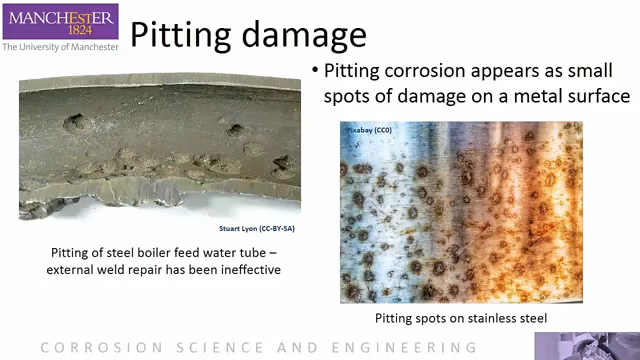 MANCHESTER
1824
The University of Manchester
Pitting damage
• Pitting corrosion appears as small
spots of damage on a metal surface
Pixabay (CC0)
Stuart Lyon (CC-BY-SA)
Pitting of steel boiler feed water tube –
external weld repair has been ineffective
Pitting spots on stainless steel
CORROSION SCIENCE AND ENGINEERING